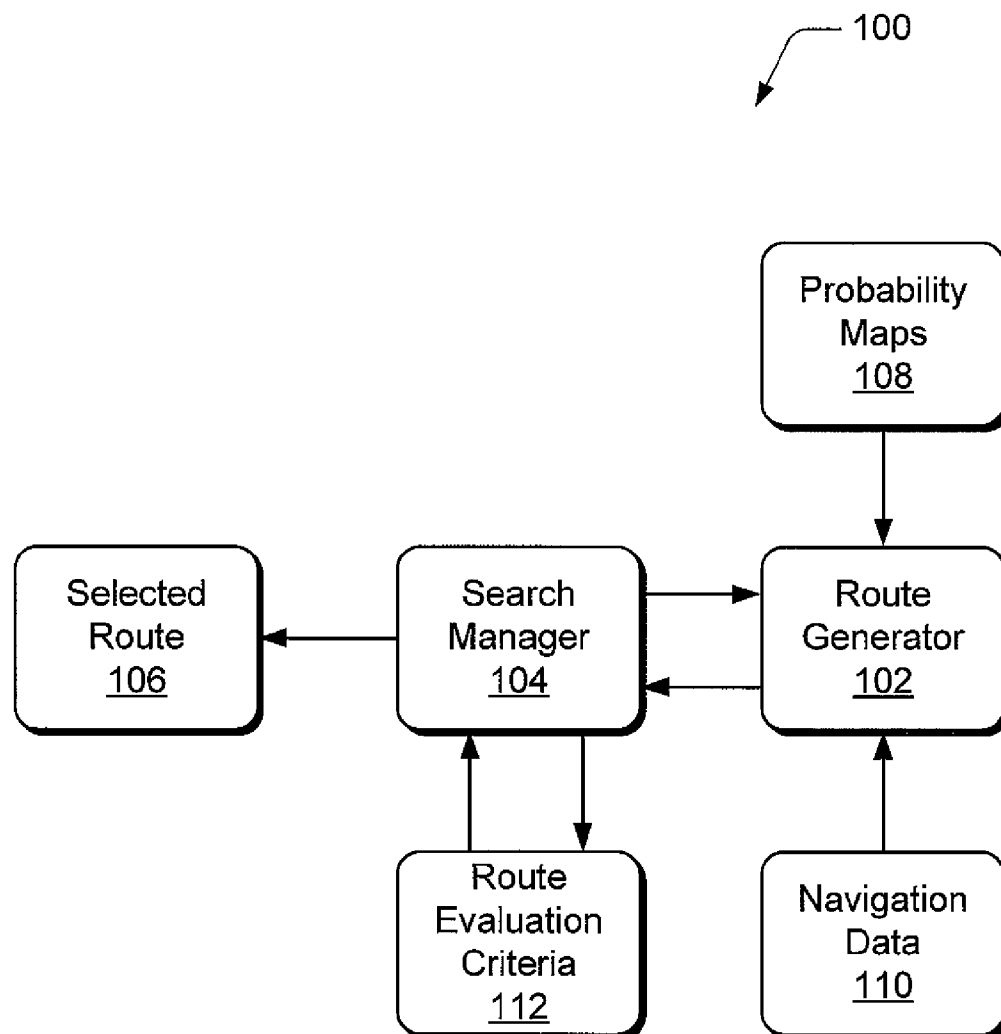 100
Probability
Maps
108
Selected
Route
106
Search
Manager
104
Route
Generator
102
Route
Evaluation
Criteria
112
Navigation
Data
110